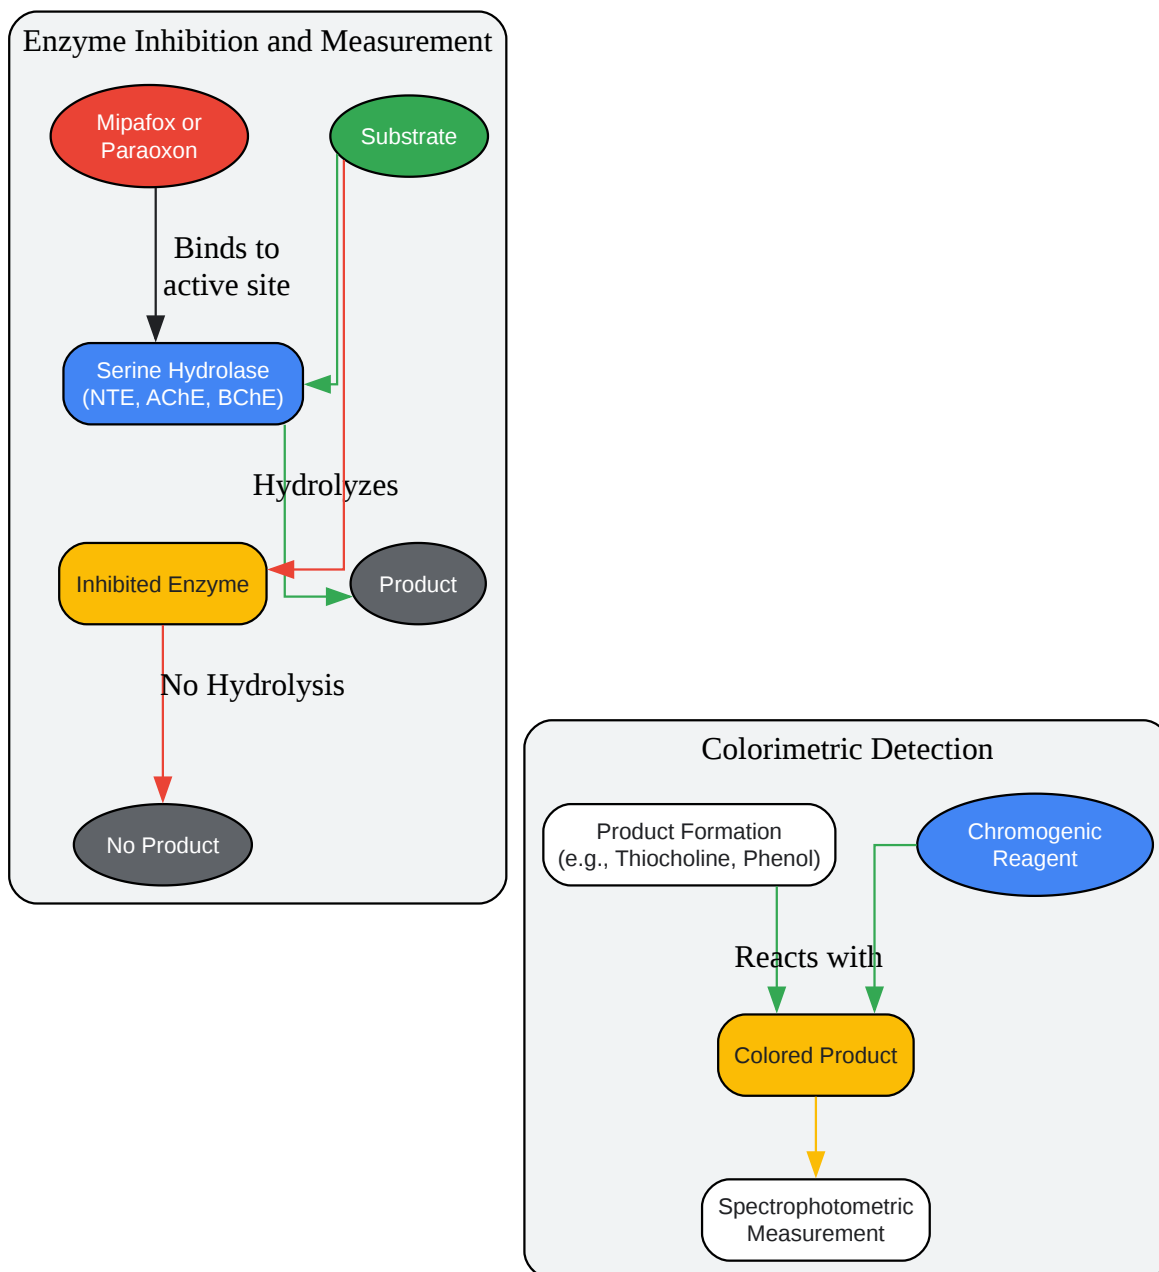 Enzyme Inhibition and Measurement
Mipafox or
Paraoxon
Substrate
Binds to
active site
Serine Hydrolase
(NTE, AChE, BChE)
Hydrolyzes
Inhibited Enzyme
Product
No Hydrolysis
No Product
Colorimetric Detection
Product Formation
(e.g., Thiocholine, Phenol)
Chromogenic
Reagent
Reacts with
Colored Product
Spectrophotometric
Measurement